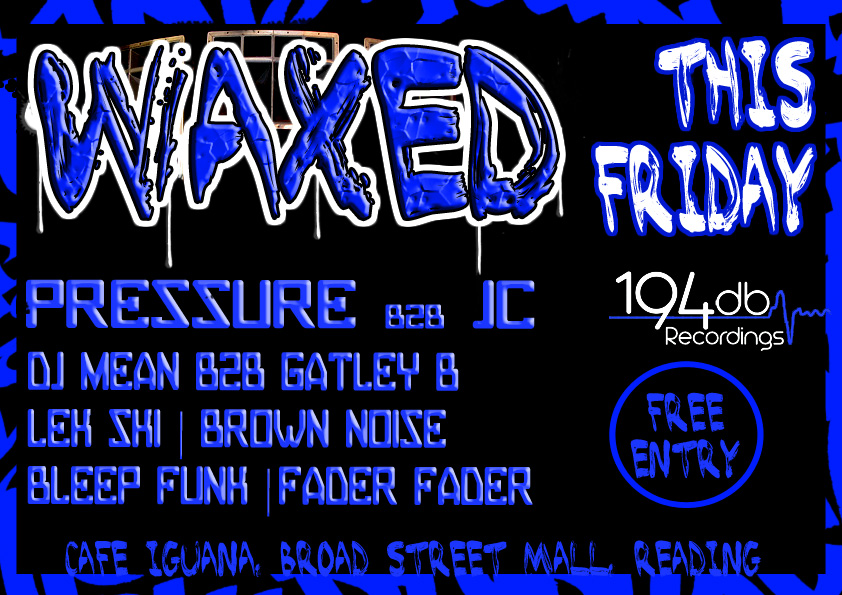 WAXED
THIS
FRIDAY
PRESSURE B2B JC
DJ MEAN B2B GATLEY B
LEK SKI | BROWN NOISE
BLEEP FUNK | FADER FADER
194db
Recordings
FREE
ENTRY
CAFE IGUANA, BROAD STREET MALL, READING